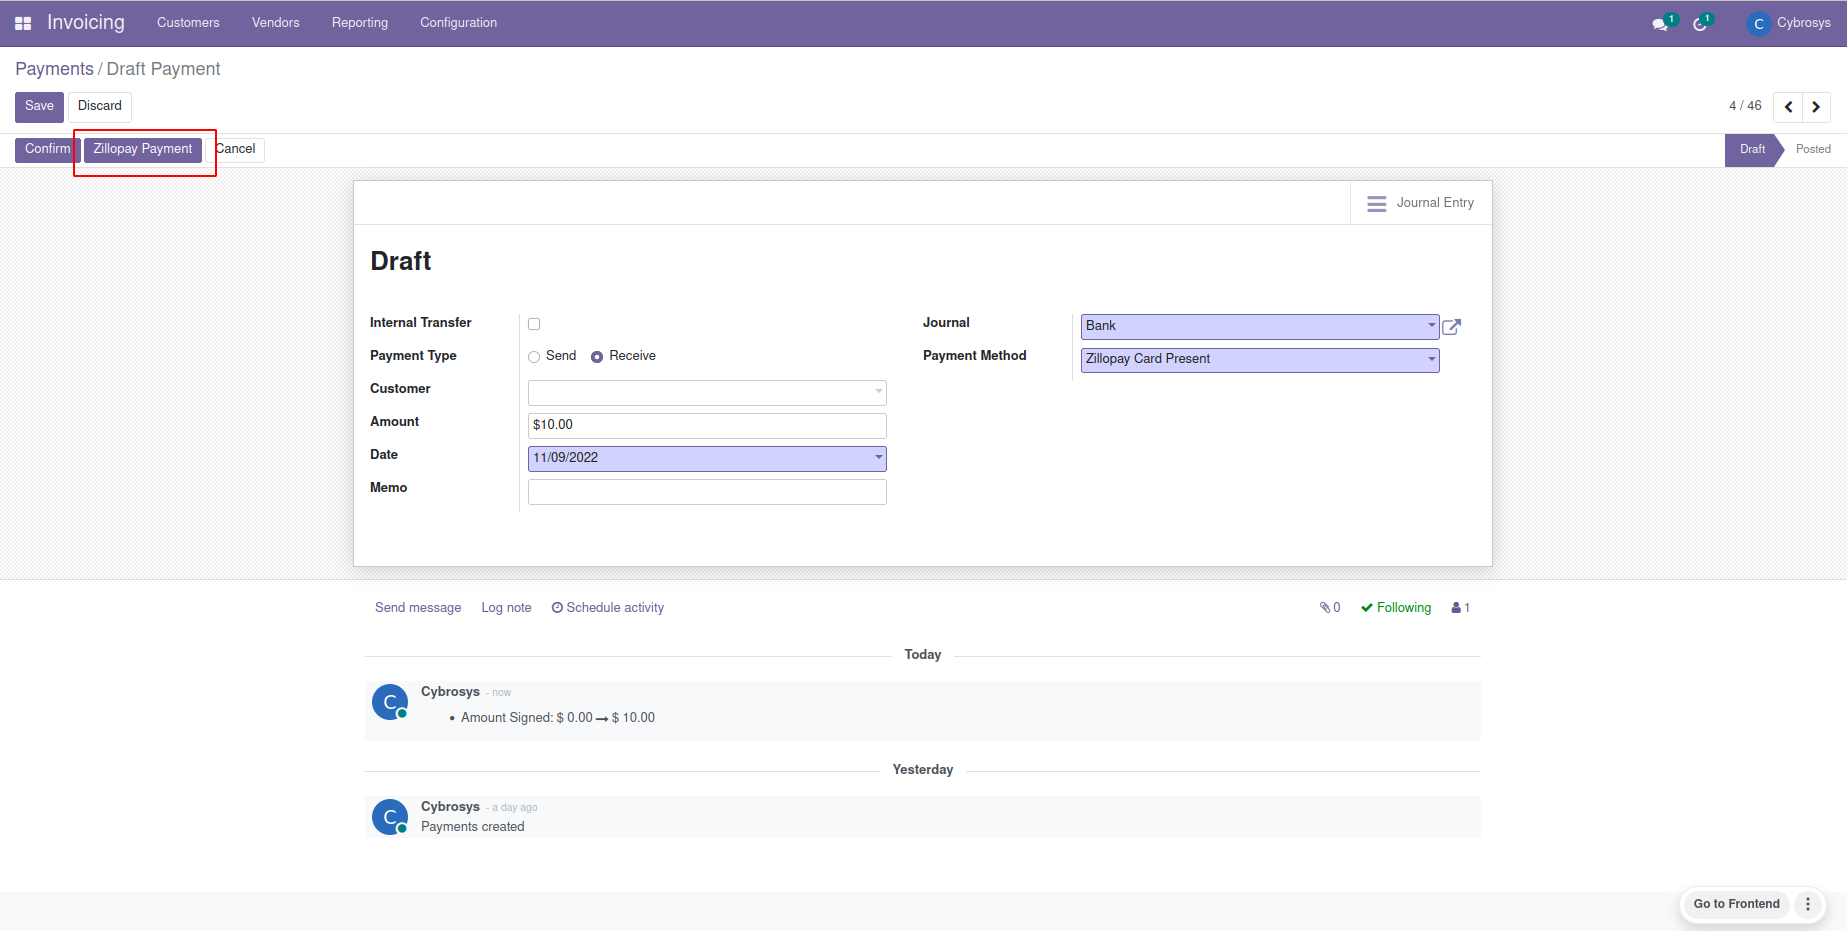 Invoicing Customers Vendors Reporting Configuration 1 1 C Cybrosys
Payments / Draft Payment
Save Discard 4 / 46
Confirm Zillopay Payment Cancel Draft Posted
Journal Entry
Draft
Internal Transfer Journal Bank
Payment Type Send Receive Payment Method Zillopay Card Present
Customer
Amount $10.00
Date 11/09/2022
Memo
Send message Log note Schedule activity 0 Following 1
Today
C Cybrosys - now
• Amount Signed: $ 0.00 → $ 10.00
Yesterday
C Cybrosys - a day ago
Payments created
Go to Frontend